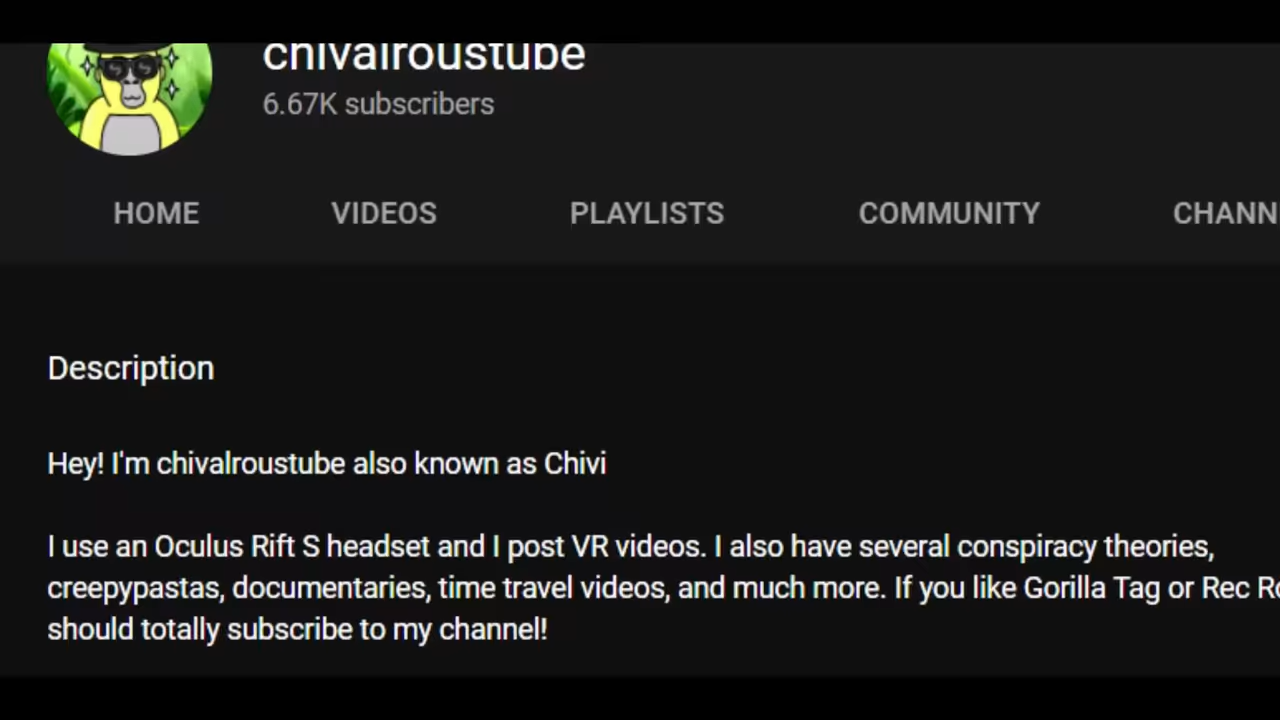 chivalroustube
6.67K subscribers
HOME VIDEOS PLAYLISTS COMMUNITY CHANN
Description
Hey! I'm chivalroustube also known as Chivi
I use an Oculus Rift S headset and I post VR videos. I also have several conspiracy theories,
creepypastas, documentaries, time travel videos, and much more. If you like Gorilla Tag or Rec Ro
should totally subscribe to my channel!